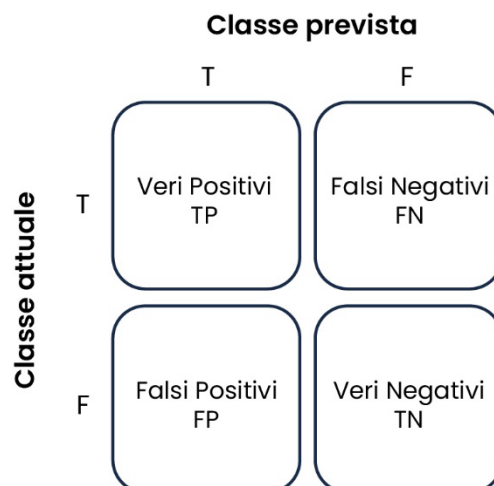 Classe prevista
T
F
Classe attuale
T
Veri Positivi
TP
Falsi Negativi
FN
F
Falsi Positivi
FP
Veri Negativi
TN